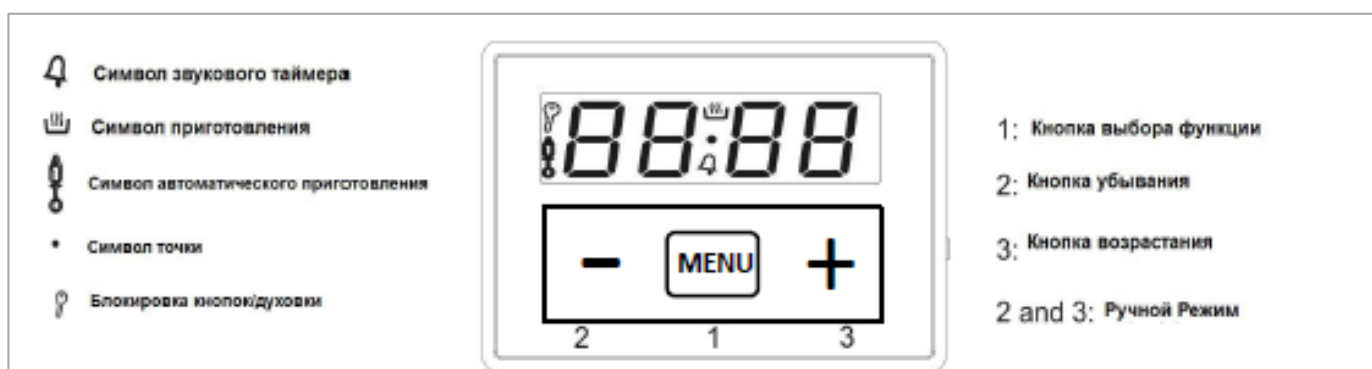 Символ звукового таймера
Символ приготовления
Символ автоматического приготовления
Символ точки
Блокировка кнопок/духовки
88:88
- MENU +
2 1 3
1: Кнопка выбора функции
2: Кнопка убывания
3: Кнопка возрастания
2 and 3: Ручной Режим